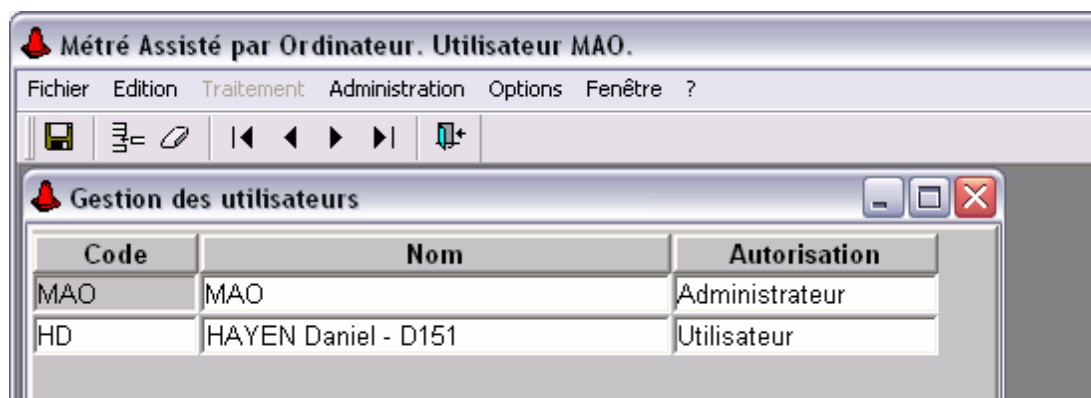 Métré Assisté par Ordinateur. Utilisateur MAO.
Fichier Edition Traitement Administration Options Fenêtre ?
Gestion des utilisateurs
Code Nom Autorisation
MAO MAO Administrateur
HD HAYEN Daniel - D151 Utilisateur